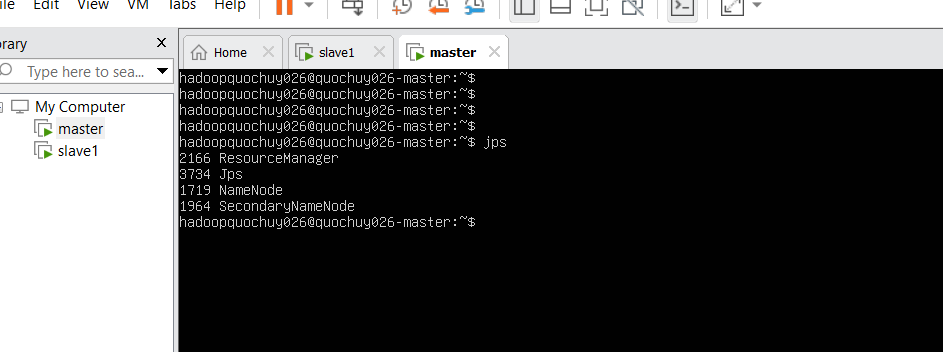 Edit View VM Tabs Help
Home slave1 master
Type here to sea...
My Computer
master
slave1
hadoopquochuy026@quochuy026-master:~$
hadoopquochuy026@quochuy026-master:~$
hadoopquochuy026@quochuy026-master:~$
hadoopquochuy026@quochuy026-master:~$
hadoopquochuy026@quochuy026-master:~$ jps
2166 ResourceManager
3734 Jps
1719 NameNode
1964 SecondaryNameNode
hadoopquochuy026@quochuy026-master:~$